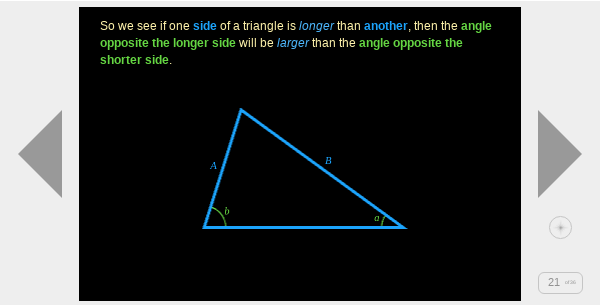 So we see if one side of a triangle is longer than another, then the angle
opposite the longer side will be larger than the angle opposite the
shorter side.
A
B
b
a
21 of 36